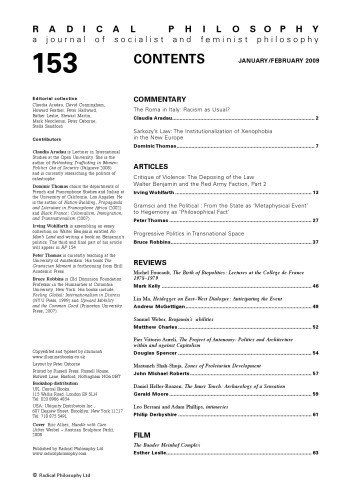 RADICAL PHILOSOPHY
a journal of socialist and feminist philosophy
153
CONTENTS
JANUARY/FEBRUARY 2009
Editorial collective
Claudia Aradau, David Cunningham,
Howard Feather, Peter Hallward,
Esther Leslie, Stewart Martin,
Mark Neocleous, Peter Osborne,
Stella Sandford
Contributors
Claudia Aradau is Lecturer in International
Studies at the Open University. She is the
author of Rethinking Trafficking in Women:
Politics Out of Security (Palgrave 2008)
and is currently researching the politics of
catastrophe.
Dominic Thomas chairs the departments
of French and Francophone Studies and Italian at
the University of California, Los Angeles. He
is the author of Nation-Building, Propaganda
and Literature in Francophone Africa (2002)
and Black France: Colonialism, Immigration,
and Transnationalism (2007).
Irving Wohlfarth is assembling an essay
collection on Walter Benjamin entitled No
Man's Land and writing a book on Benjamin's
politics. The third and final part of his article
will appear in RP 154.
Peter Thomas is currently teaching at the
University of Amsterdam. His book The
Gramscian Moment is forthcoming from Brill
Academic Press.
Bruce Robbins is Old Dominion Foundation
Professor in the Humanities at Columbia
University, New York. His books include
Feeling Global: Internationalism in Distress
(NYU Press, 1999) and Upward Mobility
and the Common Good (Princeton University
Press, 2007).
Copyedited and typeset by illuminati
www.illuminatibooks.co.uk
Layout by Peter Osborne
Printed by Russell Press, Russell House,
Bulwell Lane, Basford, Nottingham NG6 0BT
Bookshop distribution
UK: Central Books,
115 Wallis Road, London E9 5LN
Tel: 020 8986 4854
USA: Ubiquity Distributors Inc.,
607 Degraw Street, Brooklyn, New York 11217
Tel: 718 875 5491
Cover: Handle with Care
2008.
Published by Radical Philosophy Ltd
www.radicalphilosophy.com
© Radical Philosophy Ltd
COMMENTARY
The Roma in Italy: Racism as Usual?
Claudia Aradau 2
Sarkozy's Law: The Institutionalization of Xenophobia
in the New Europe
Dominic Thomas 7
ARTICLES
Critique of Violence: The Deposing of the Law
Walter Benjamin and the Red Army Faction, Part 2
Irving Wohlfarth 13
Gramsci and the Political : From the State as 'Metaphysical Event'
to Hegemony as 'Philosophical Fact'
Peter Thomas 27
Progressive Politics in Transnational Space
Bruce Robbins 37
REVIEWS
Michel Foucault, The Birth of Biopolitics: Lectures at the Collège de France
1978–1979
Mark Kelly 46
Lin Ma, Heidegger on East–West Dialogue: Anticipating the Event
Andrew McGettigan 49
Samuel Weber, Benjamin's -abilities
Matthew Charles 52
Pier Vittorio Aureli, The Project of Autonomy: Politics and Architecture
within and against Capitalism
Douglas Spencer 54
Mastaneh Shah-Shuja, Zones of Proletarian Development
John Michael Roberts 57
Daniel Heller-Roazen, The Inner Touch: Archaeology of a Sensation
Gerald Moore 59
Leo Bersani and Adam Phillips, Intimacies
Philip Derbyshire 61
FILM
The Baader Meinhof Complex
Esther Leslie 63